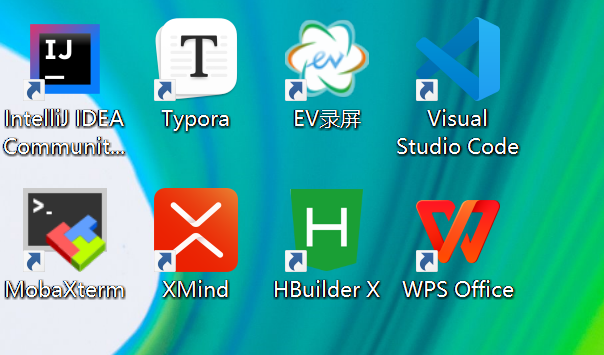 IJ
T
ev
IntelliJ IDEA
Communit...
Typora
EV录屏
Visual
Studio Code
>_
H
W
MobaXterm
XMind
HBuilder X
WPS Office